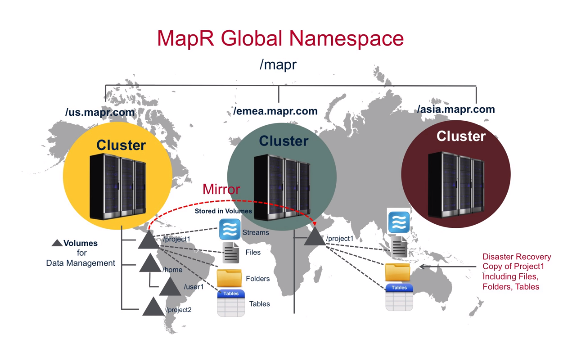 MapR Global Namespace
/mapr
/us.mapr.com
/emea.mapr.com
/asia.mapr.com
Cluster
Cluster
Cluster
Mirror
Stored in Volumes
Streams
Files
Folders
Tables
Tables
Volumes
for
Data Management
/project1
/home
/user1
/project2
/project1
Tables
Disaster Recovery
Copy of Project1
Including Files,
Folders, Tables